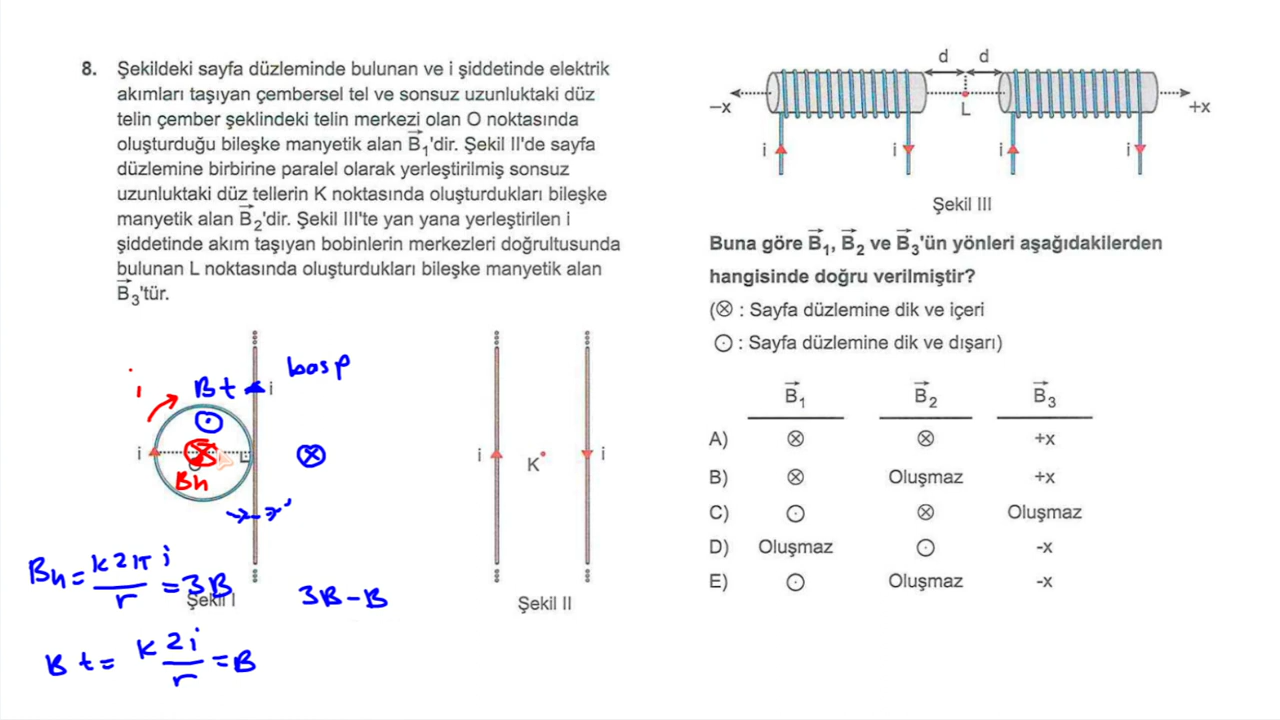 8. Şekildeki sayfa düzleminde bulunan ve i şiddetinde elektrik
akımları taşıyan çembersel tel ve sonsuz uzunluktaki düz
telin çember şeklindeki telin merkezi olan O noktasında
oluşturduğu bileşke manyetik alan B₁'dir. Şekil II'de sayfa
düzlemine birbirine paralel olarak yerleştirilmiş sonsuz
uzunluktaki düz tellerin K noktasında oluşturdukları bileşke
manyetik alan B₂'dir. Şekil III'te yan yana yerleştirilen i
şiddetinde akım taşıyan bobinlerin merkezleri doğrultusunda
bulunan L noktasında oluşturdukları bileşke manyetik alan
B₃'tür.
i
Bt
i
⊙
i
⊗
Bh
Bh = k2πi / r = 3B
Şekil I
3B - B
Bt = k2i / r = B
i
K
i
Şekil II
d d
-x
L
+x
i i i i
Şekil III
Buna göre B₁, B₂ ve B₃'ün yönleri aşağıdakilerden
hangisinde doğru verilmiştir?
(⊗ : Sayfa düzlemine dik ve içeri
⊙ : Sayfa düzlemine dik ve dışarı)
B₁ B₂ B₃
A) ⊗ ⊗ +x
B) ⊗ Oluşmaz +x
C) ⊙ ⊗ Oluşmaz
D) Oluşmaz ⊙ -x
E) ⊙ Oluşmaz -x